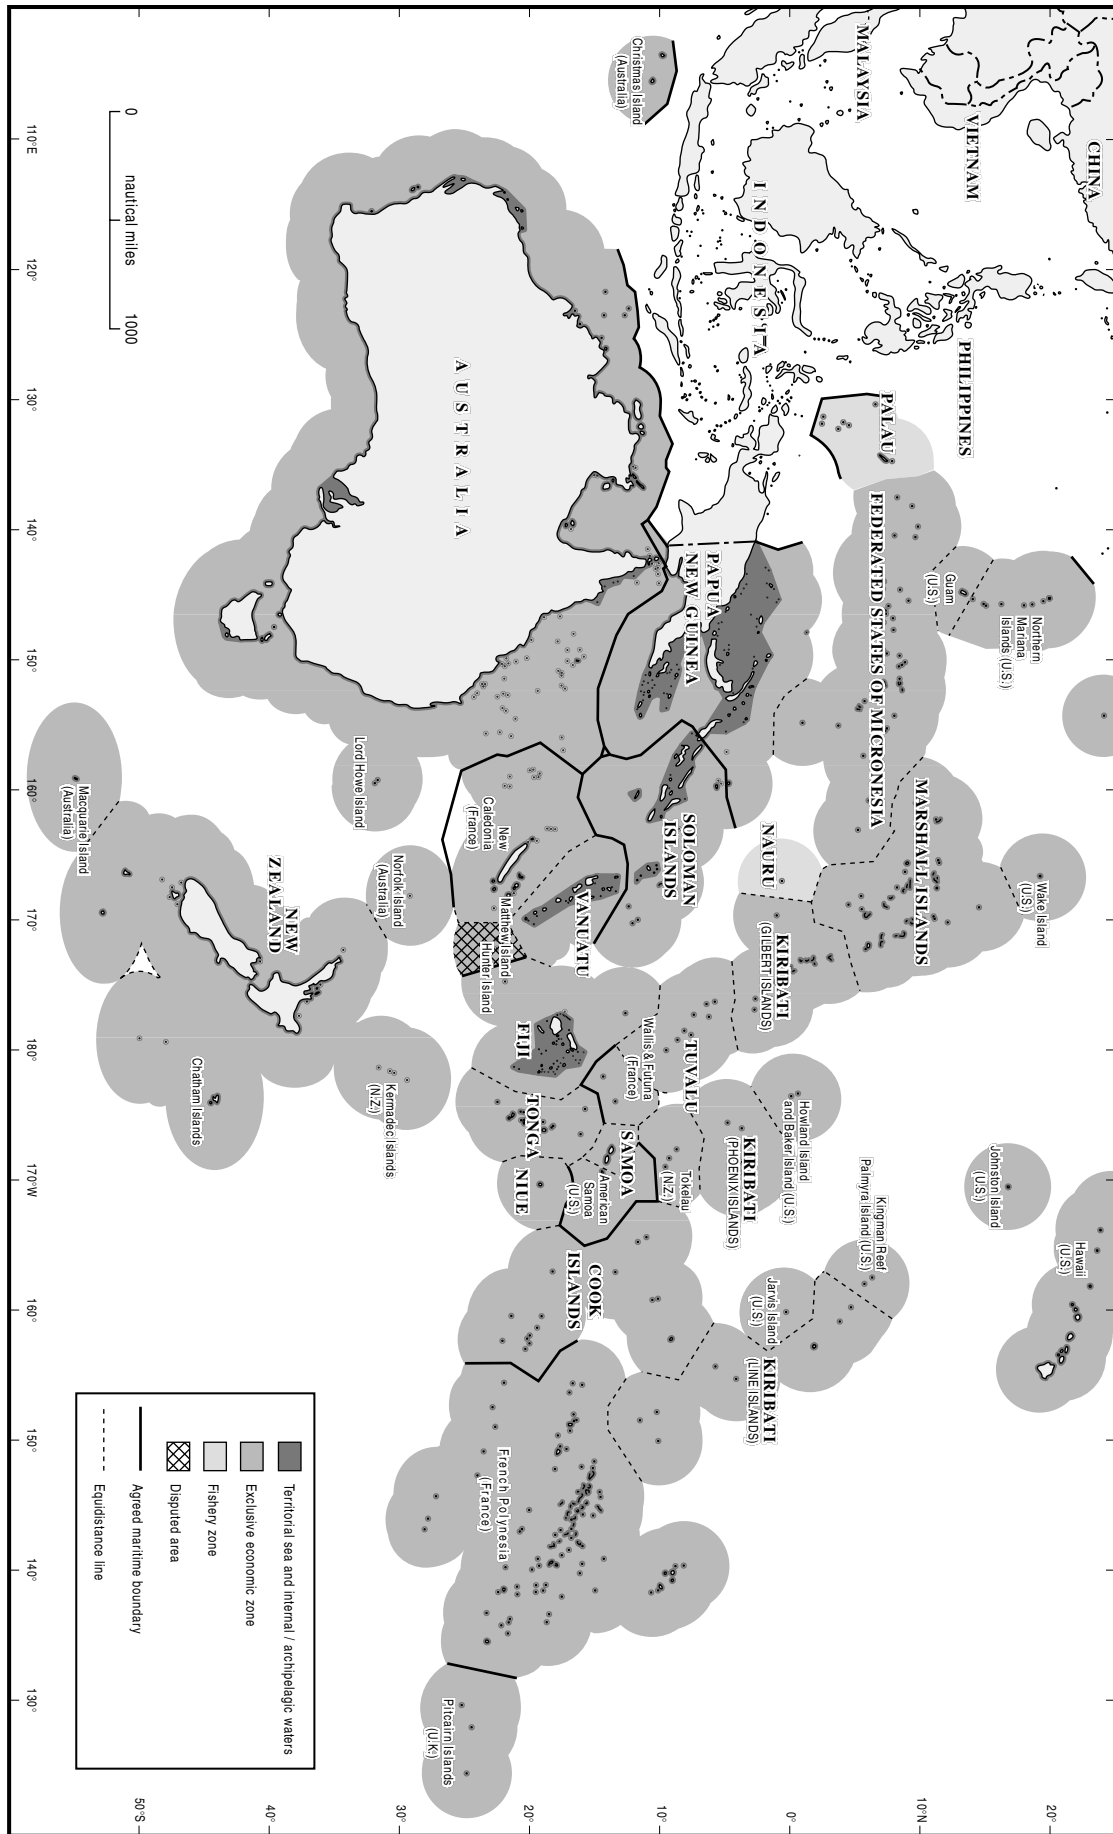 CHINA
VIETNAM
MALAYSIA
PHILIPPINES
INDONESIA
Christmas Island
(Australia)
PALAU
FEDERATED STATES OF MICRONESIA
Guam
(U.S.)
Northern
Mariana
Islands (U.S.)
PAPUA
NEW GUINEA
AUSTRALIA
MARSHALL ISLANDS
Wake Island
(U.S.)
NAURU
SOLOMAN
ISLANDS
KIRIBATI
(GILBERT ISLANDS)
New
Caledonia
(France)
VANUATU
Matthew Island
Hunter Island
Lord Howe Island
Norfolk Island
(Australia)
Macquarie Island
(Australia)
NEW
ZEALAND
FIJI
TUVALU
Wallis & Futuna
(France)
Howland Island
and Baker Island (U.S.)
KIRIBATI
(PHOENIX ISLANDS)
Tokelau
(N.Z.)
SAMOA
American
Samoa
(U.S.)
TONGA
NIUE
Kermadec Islands
(N.Z.)
Chatham Islands
Johnston Island
(U.S.)
Hawaii
(U.S.)
Kingman Reef
Palmyra Island (U.S.)
Jarvis Island
(U.S.)
KIRIBATI
(LINE ISLANDS)
COOK
ISLANDS
French Polynesia
(France)
Pitcairn Islands
(U.K.)
0
nautical miles
1000
110°E
120°
130°
140°
150°
160°
170°
180°
170°W
160°
150°
140°
130°
20°
10°N
0°
10°
20°
30°
40°
50°S
Territorial sea and internal / archipelagic waters
Exclusive economic zone
Fishery zone
Disputed area
Agreed maritime boundary
Equidistance line